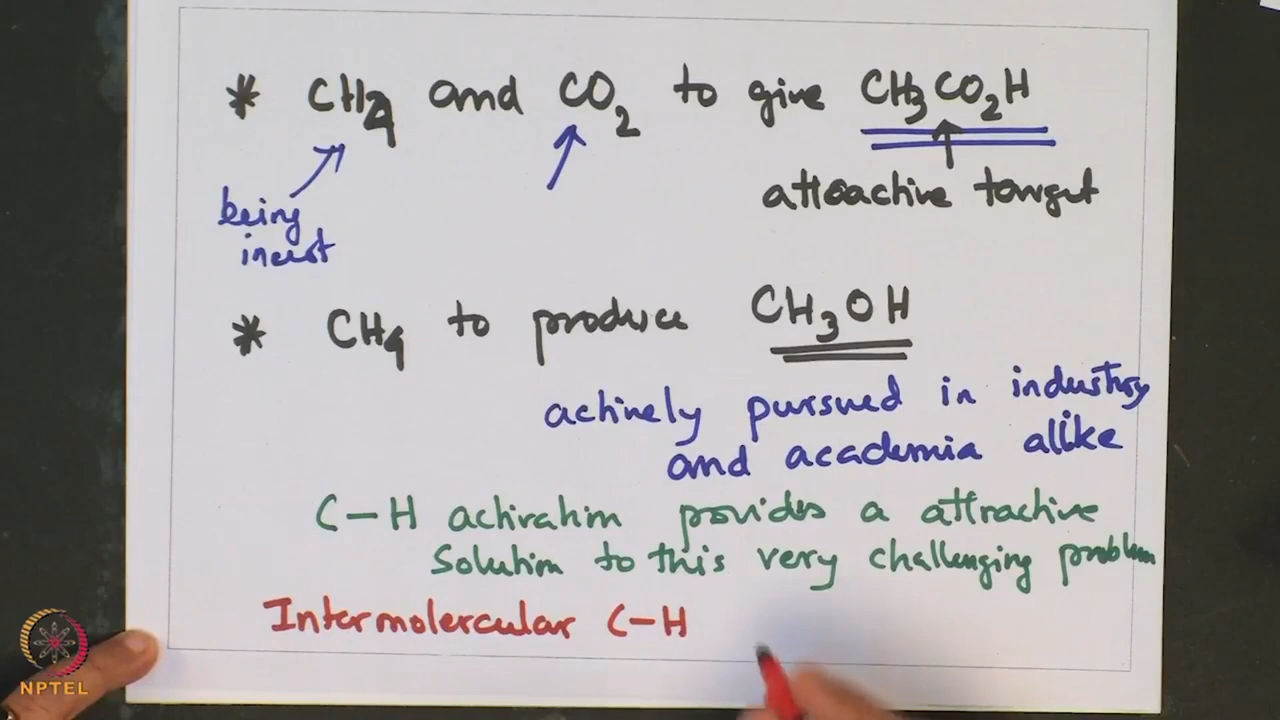 * CH4 and CO2 to give CH3CO2H
being
inert
attractive target
* CH4 to produce CH3OH
actively pursued in industry
and academia alike
C-H activation provides a attractive
Solution to this very challenging problem
Intermolecular C-H
NPTEL